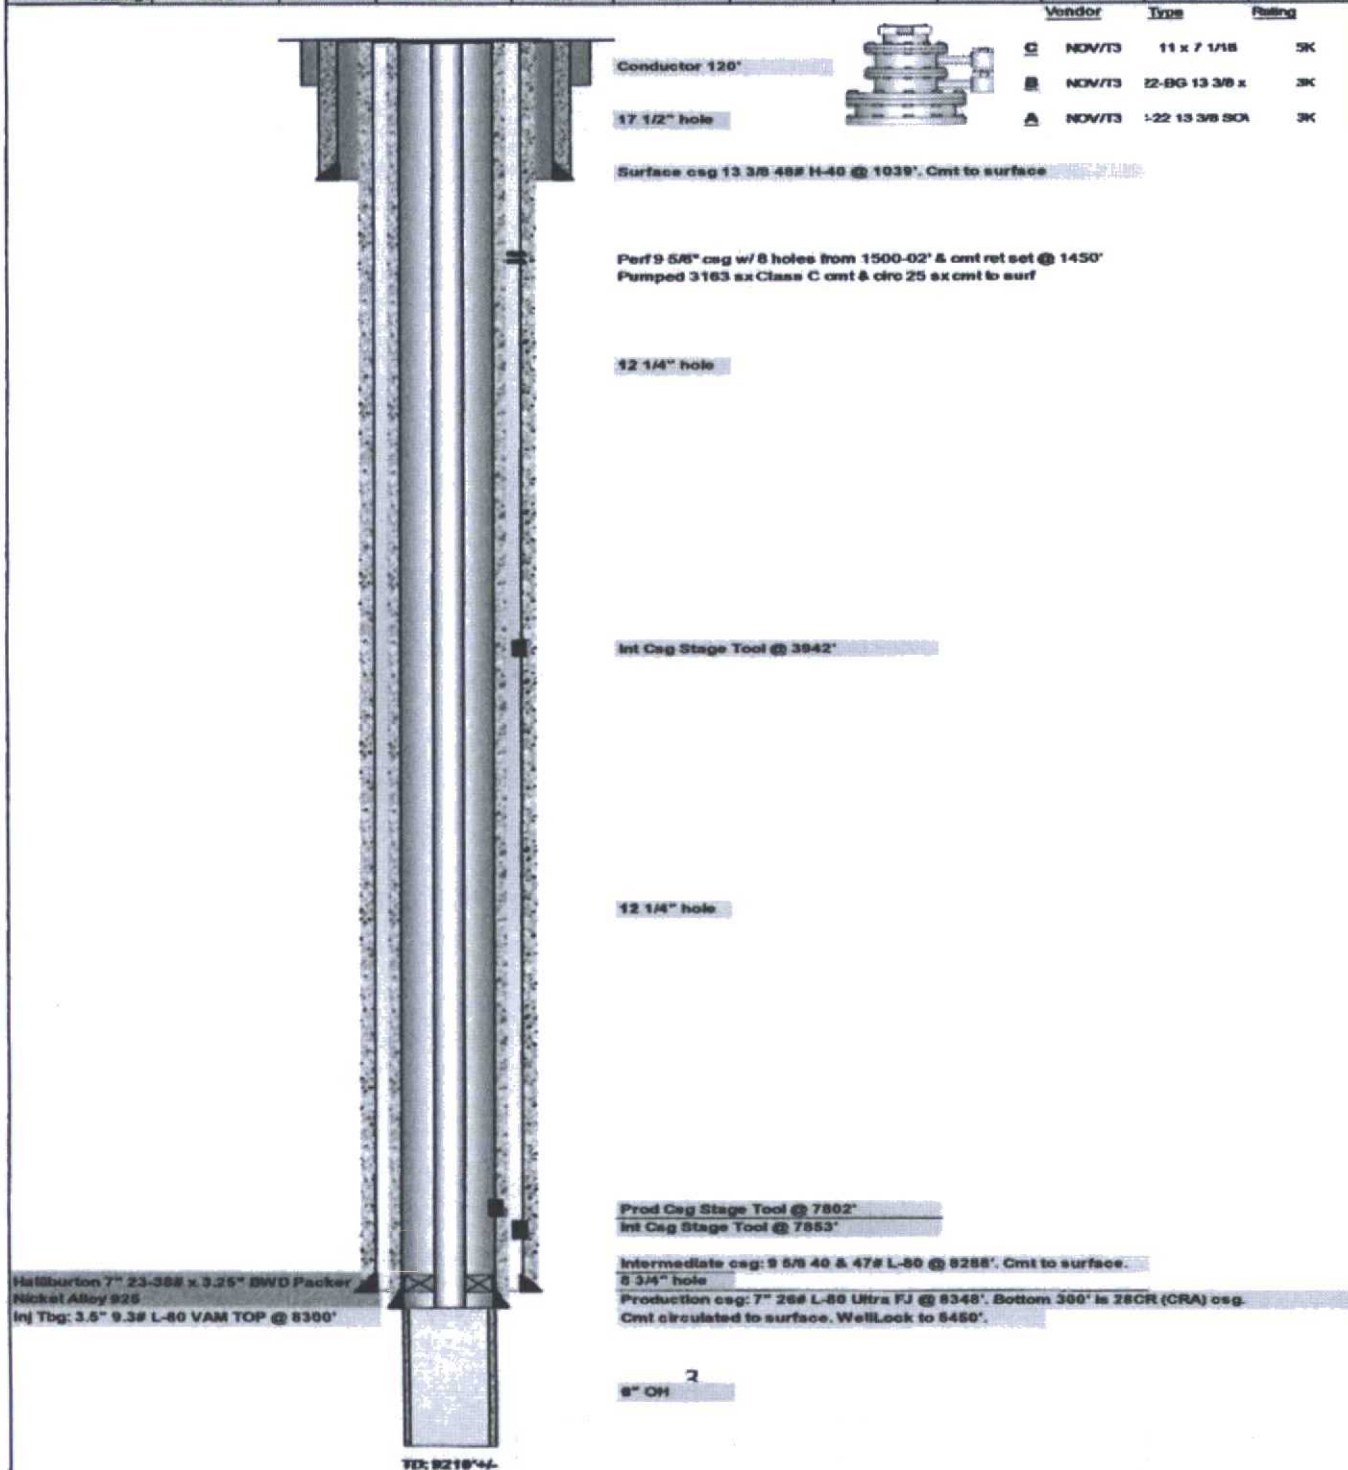 Vendor Type Rating
C NOV/T3 11 x 7 1/16 5K
B NOV/T3 22-BG 13 3/8 x 3K
A NOV/T3 -22 13 3/8 SOW 3K
Conductor 120'
17 1/2" hole
Surface csg 13 3/8 48# H-40 @ 1039'. Cmt to surface
Perf 9 5/8" csg w/ 8 holes from 1500-02' & cmt ret set @ 1450'
Pumped 3163 sx Class C cmt & circ 25 sx cmt to surf
12 1/4" hole
Int Csg Stage Tool @ 3942'
12 1/4" hole
Prod Csg Stage Tool @ 7802'
Int Csg Stage Tool @ 7853'
Intermediate csg: 9 5/8 40 & 47# L-80 @ 8288'. Cmt to surface.
8 3/4" hole
Production csg: 7" 26# L-80 Ultra FJ @ 8348'. Bottom 300' is 28CR (CRA) csg.
Cmt circulated to surface. WellLock to 5450'.
Halliburton 7" 23-38# x 3.25" BWD Packer
Nickel Alloy 925
Inj Tbg: 3.5" 9.3# L-80 VAM TOP @ 8300'
3
6" OH
TD: 9219'+/-